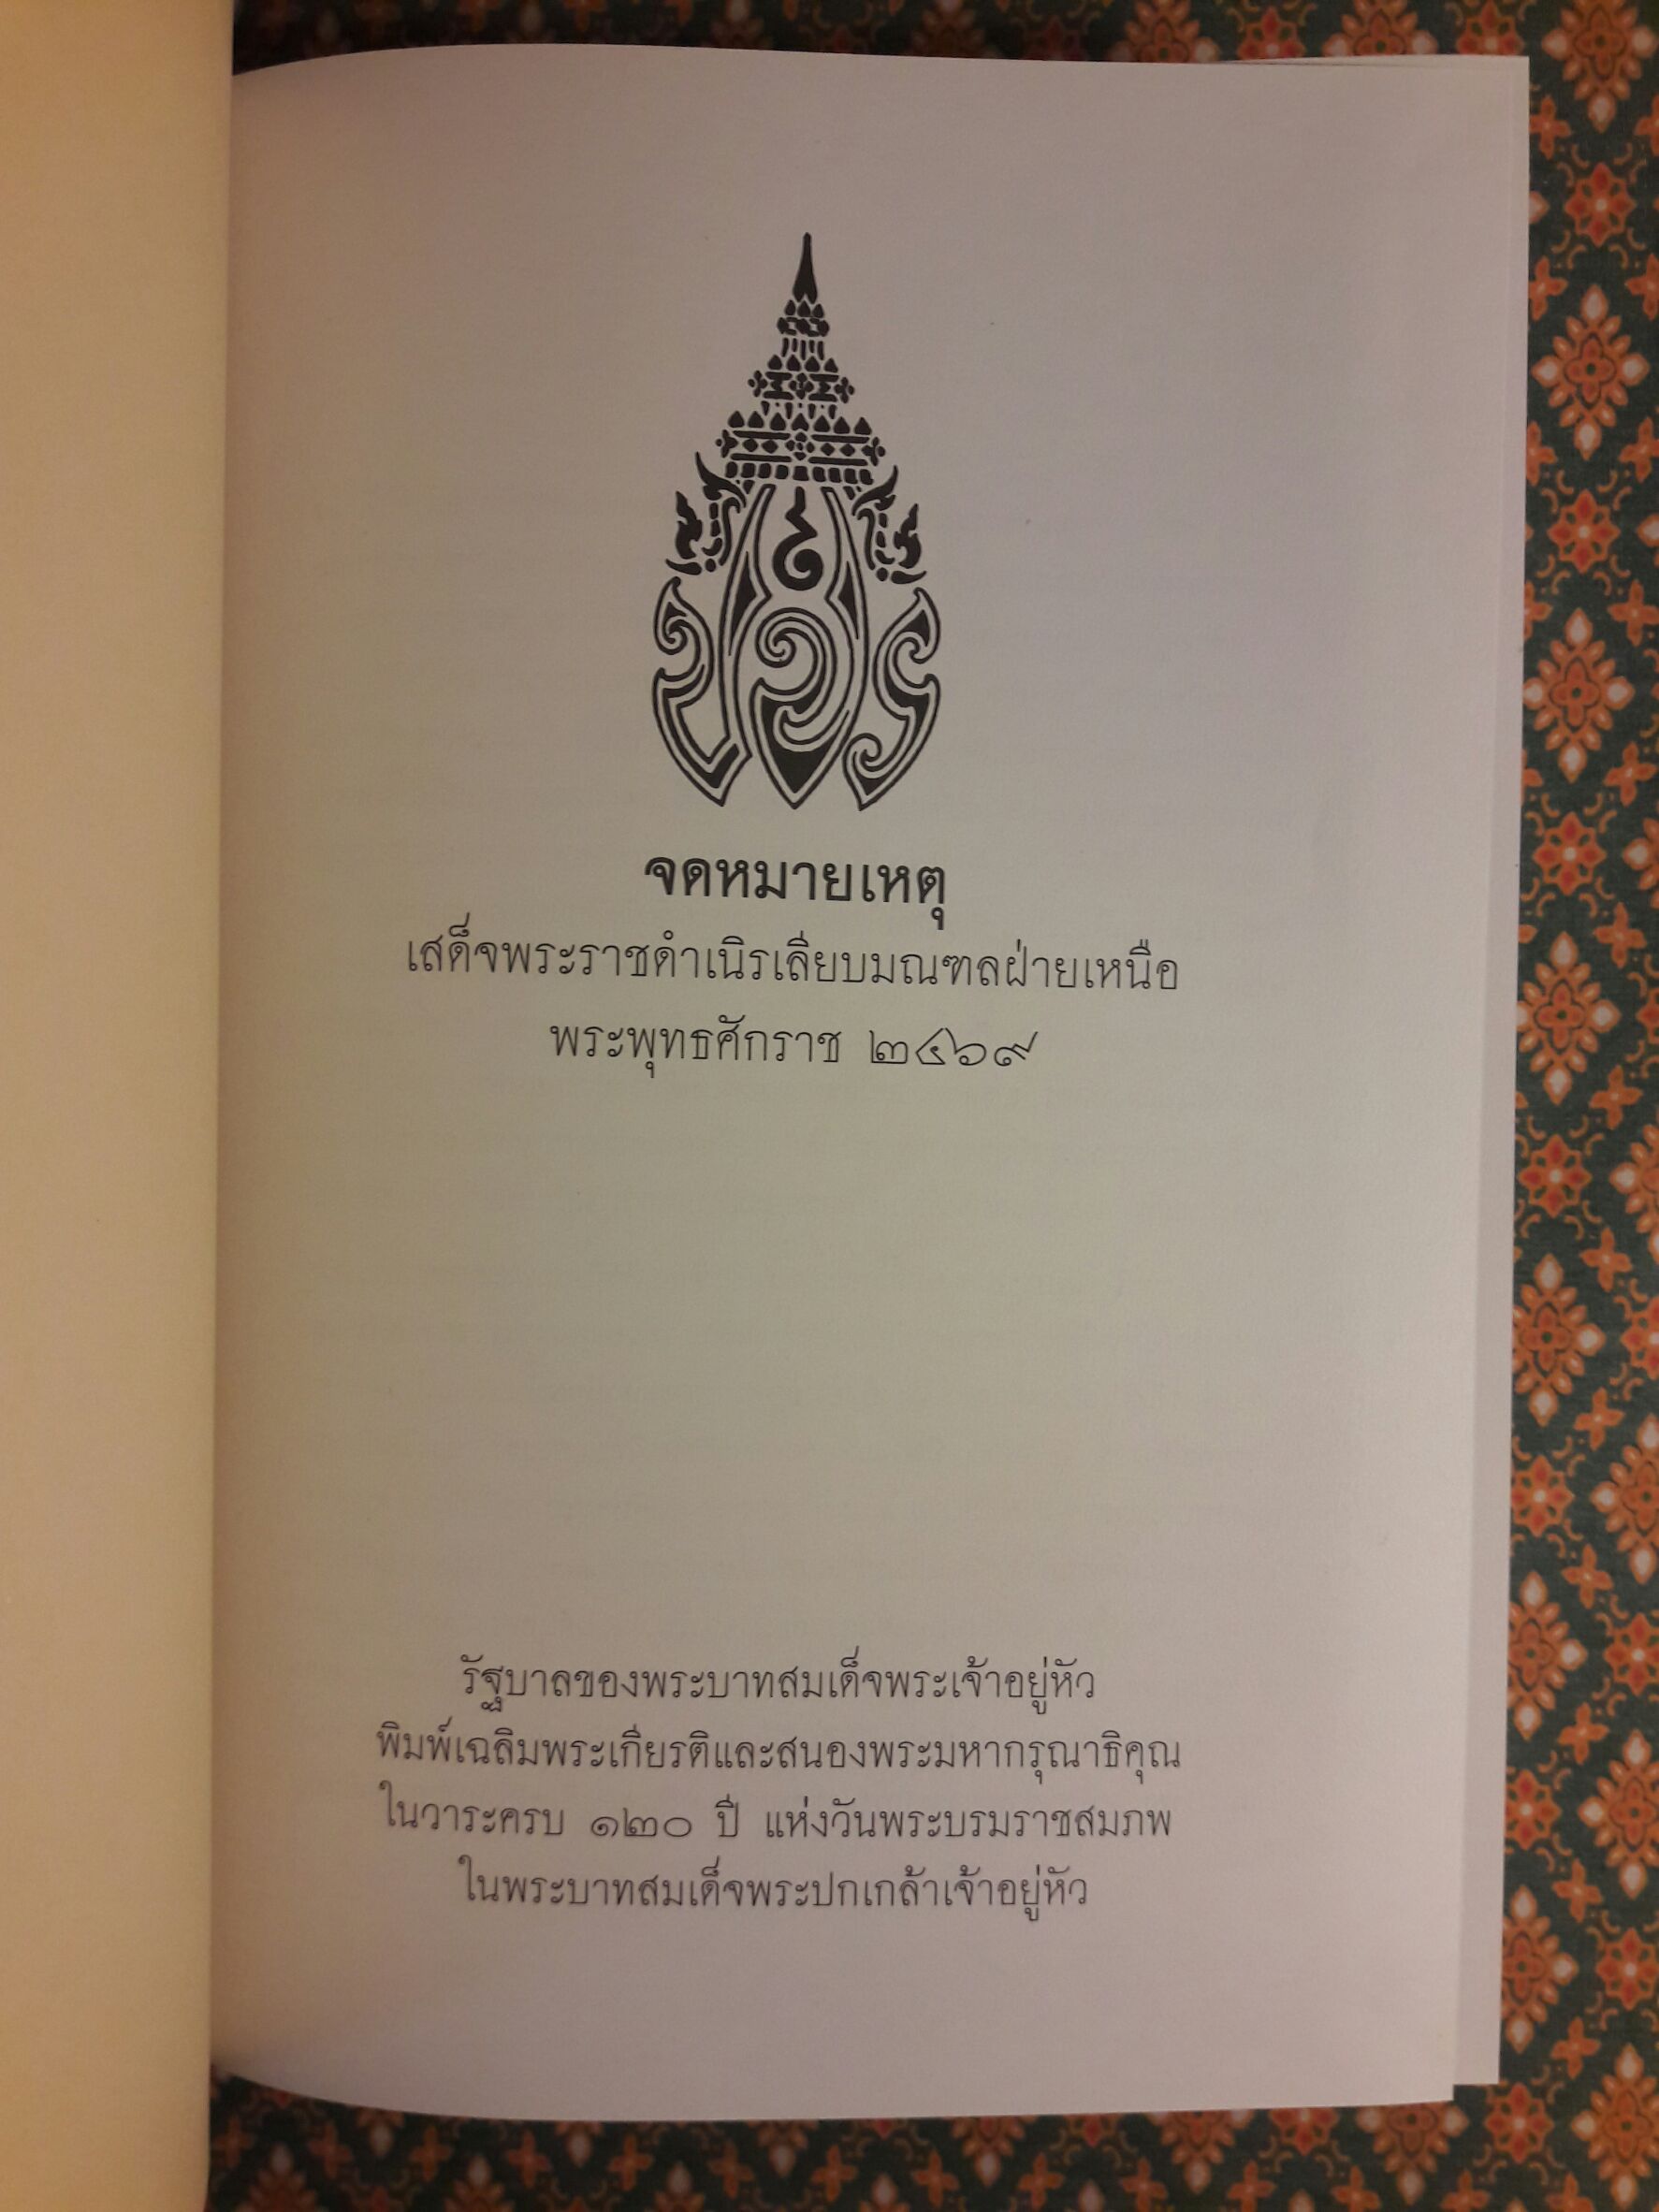 จดหมายเหตุ
เสด็จพระราชดำเนิรเลียบมณฑลฝ่ายเหนือ
พระพุทธศักราช ๒๔๖๙
รัฐบาลของพระบาทสมเด็จพระเจ้าอยู่หัว
พิมพ์เฉลิมพระเกียรติและสนองพระมหากรุณาธิคุณ
ในวาระครบ ๑๒๐ ปี แห่งวันพระบรมราชสมภพ
ในพระบาทสมเด็จพระปกเกล้าเจ้าอยู่หัว